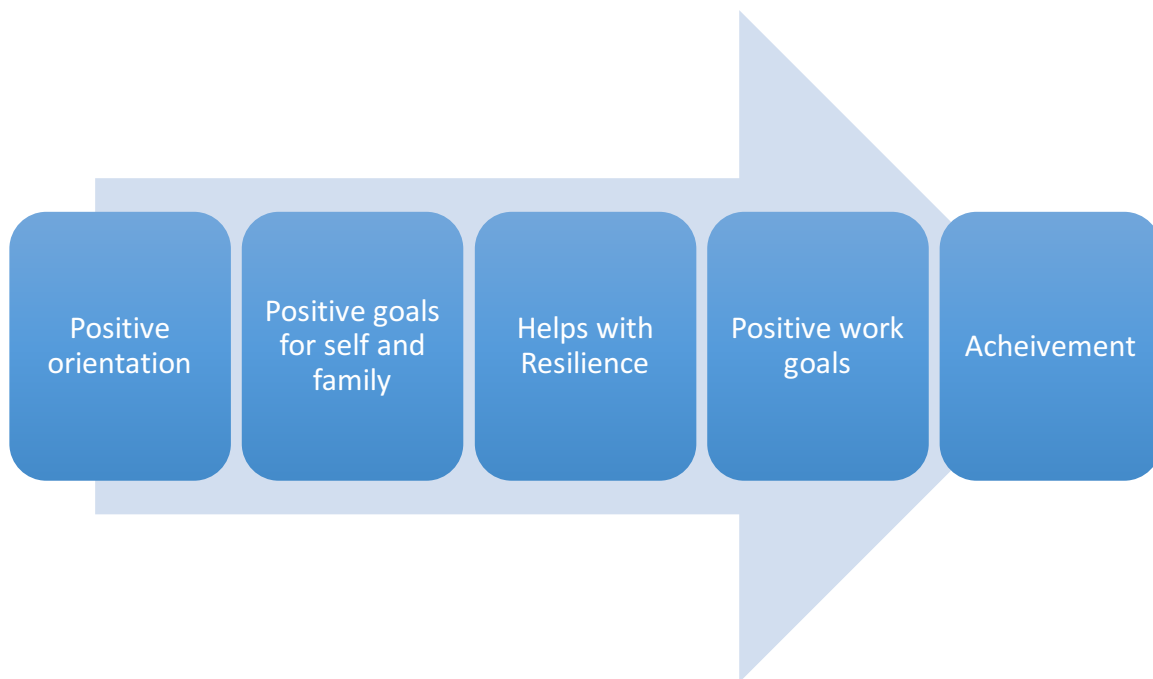 Positive
orientation
Positive goals
for self and
family
Helps with
Resilience
Positive work
goals
Acheivement